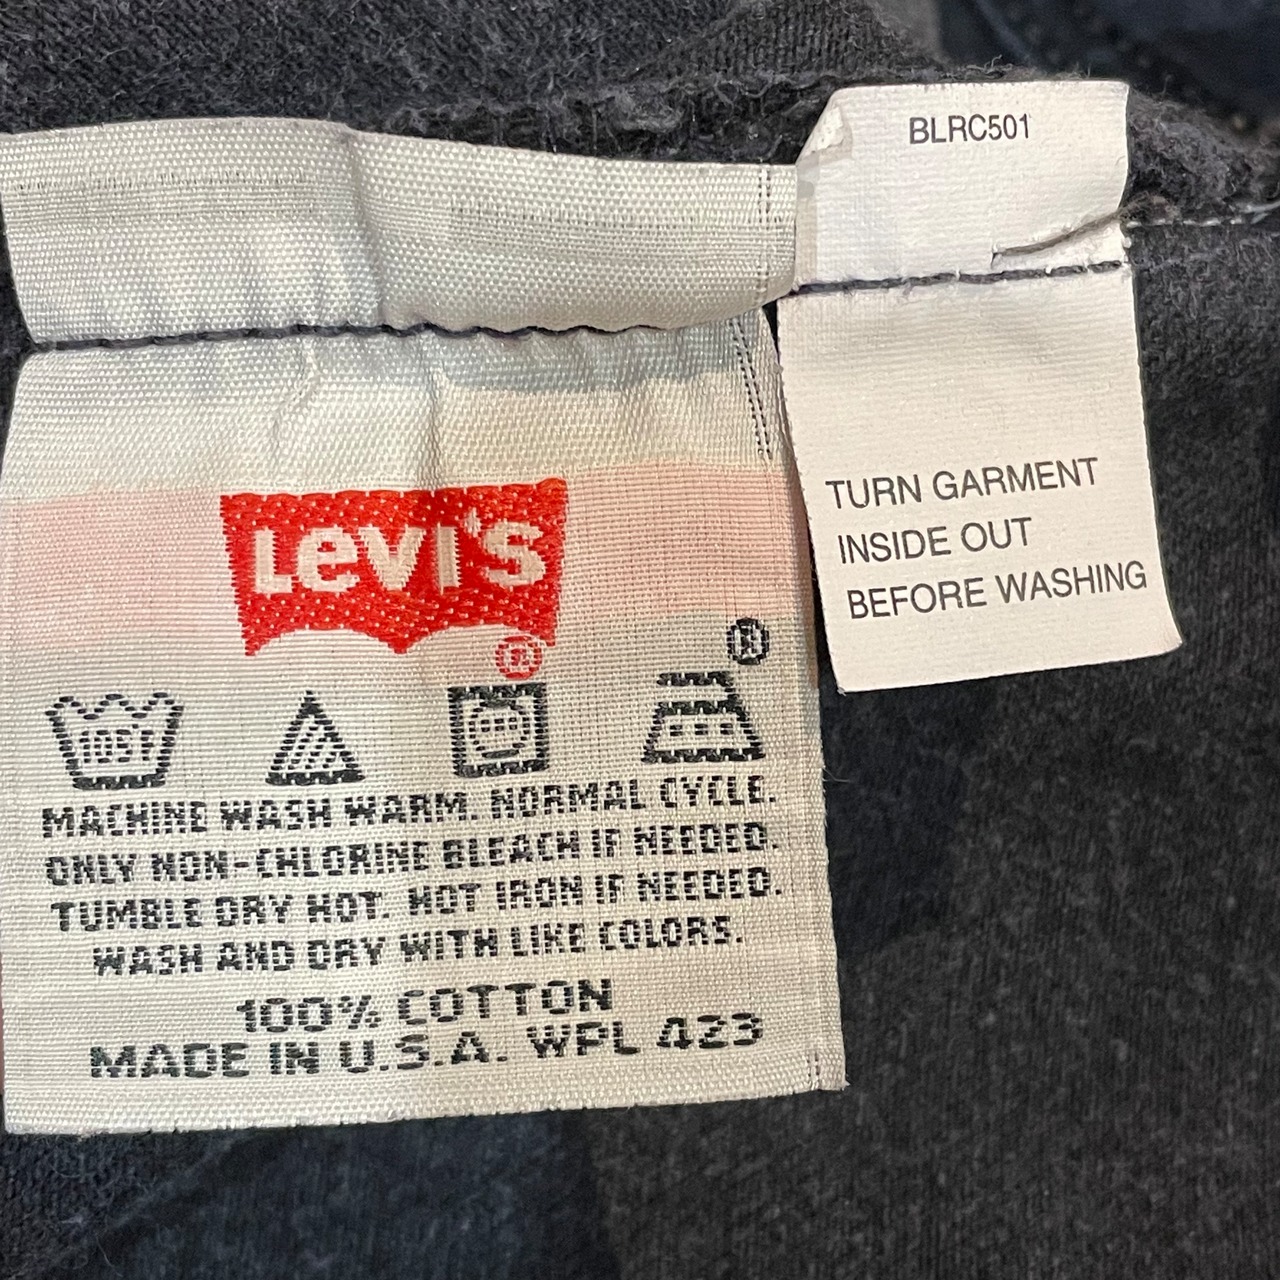 BLRC501
TURN GARMENT
INSIDE OUT
BEFORE WASHING
LEVI'S
®
®
105F
MACHINE WASH WARM. NORMAL CYCLE.
ONLY NON-CHLORINE BLEACH IF NEEDED.
TUMBLE DRY HOT. HOT IRON IF NEEDED.
WASH AND DRY WITH LIKE COLORS.
100% COTTON
MADE IN U.S.A. WPL 423